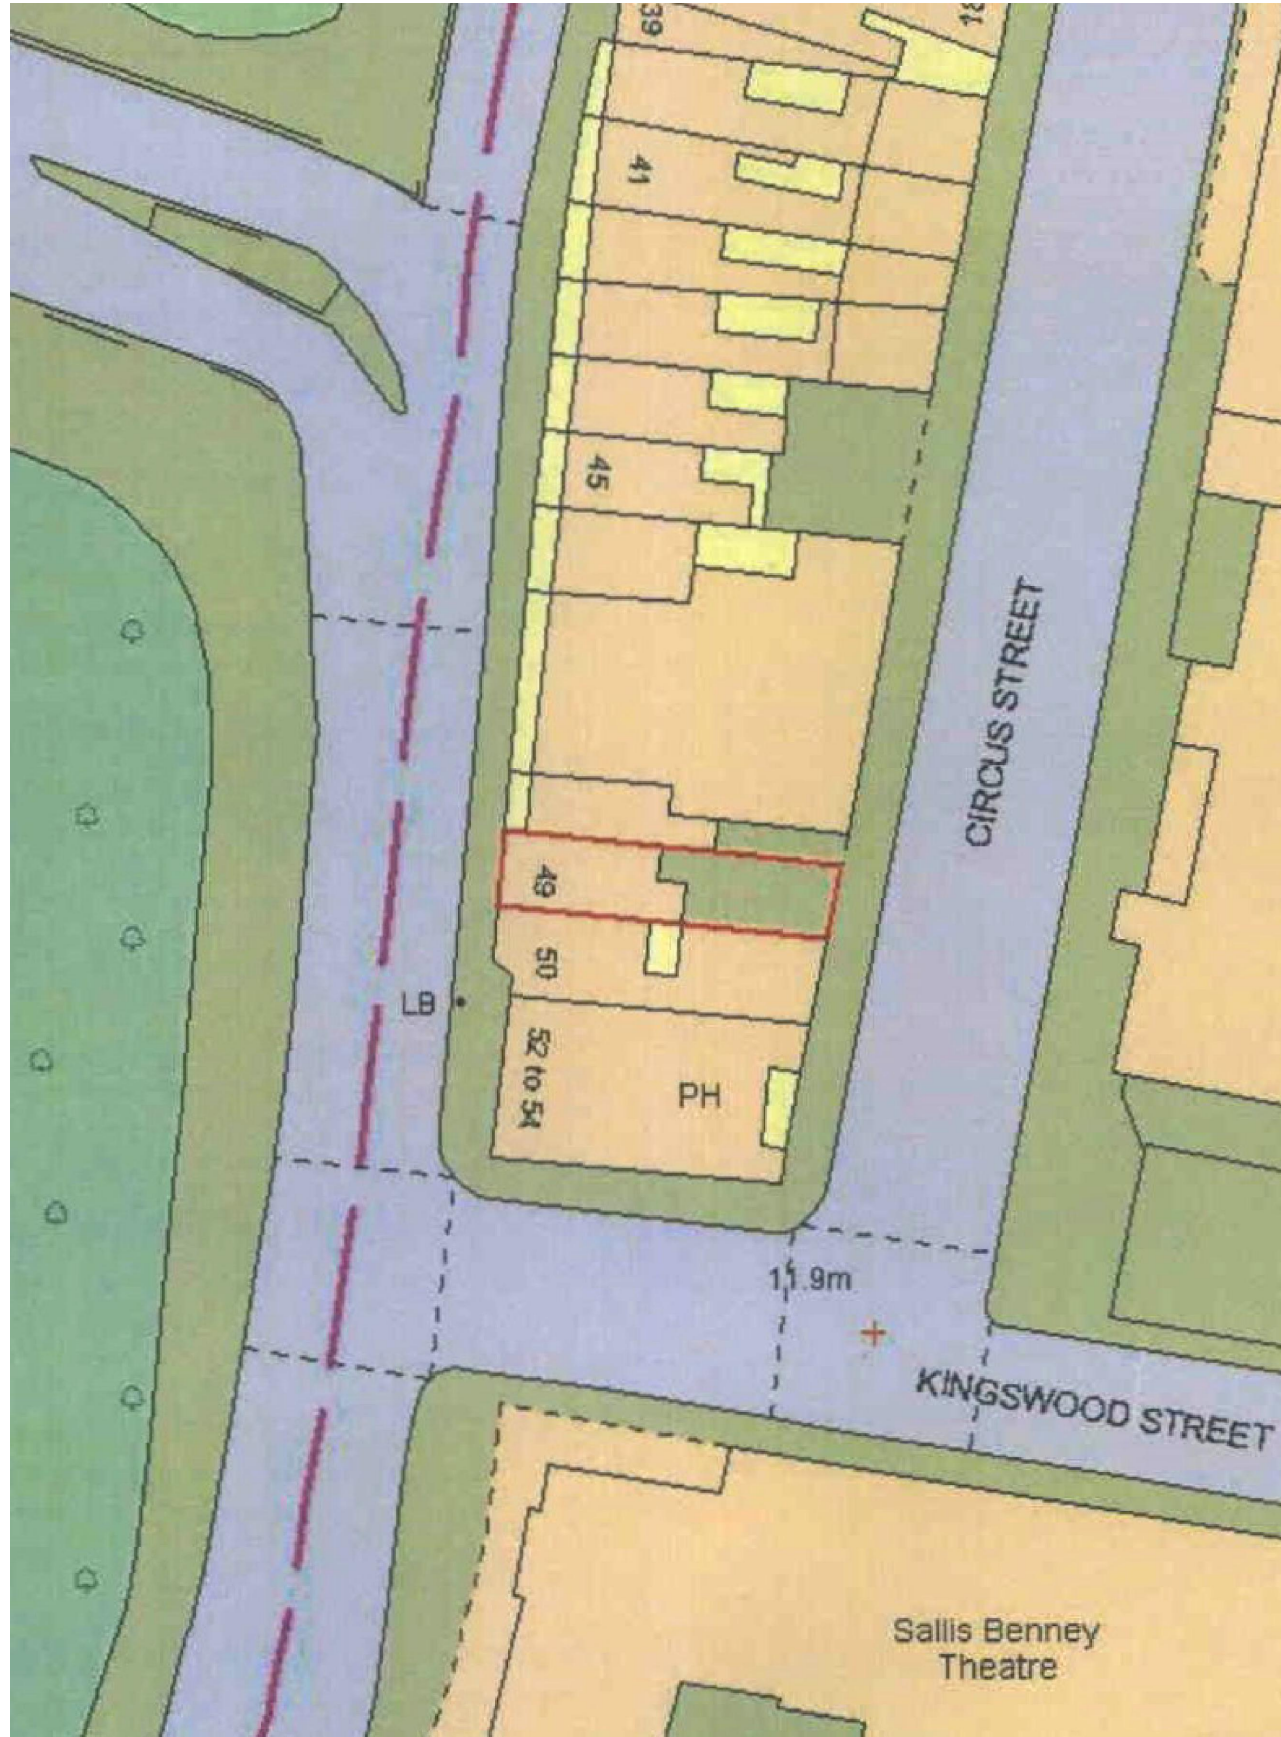 39
18
41
45
CIRCUS STREET
49
50
LB
52 to 54
PH
11.9m
KINGSWOOD STREET
Sallis Benney
Theatre